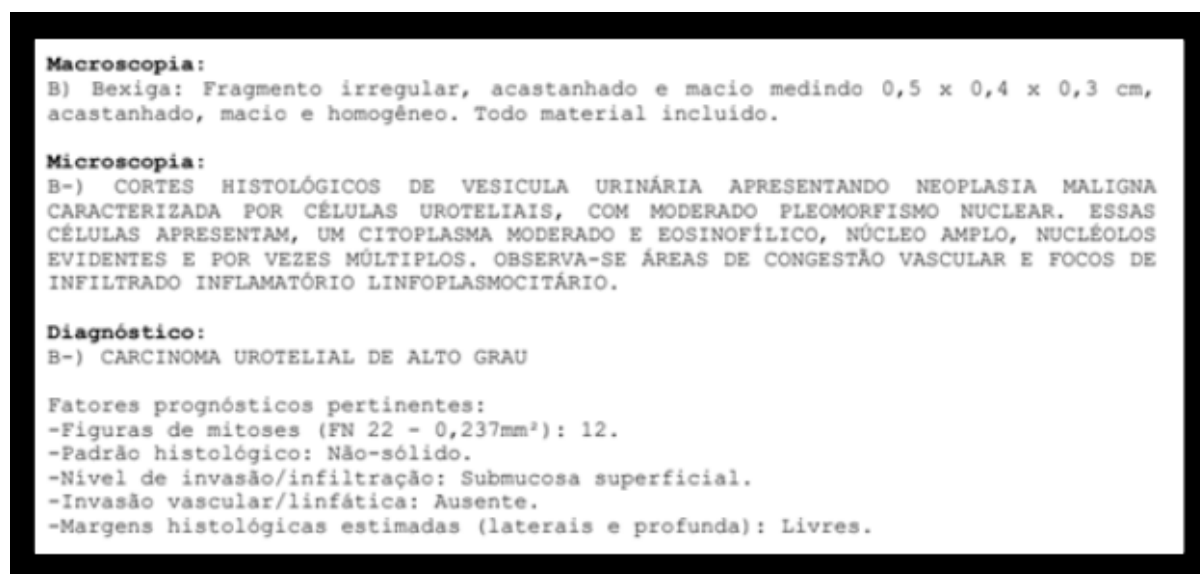 Macroscopia:
B) Bexiga: Fragmento irregular, acastanhado e macio medindo 0,5 x 0,4 x 0,3 cm,
acastanhado, macio e homogêneo. Todo material incluído.
Microscopia:
B-) CORTES HISTOLÓGICOS DE VESICULA URINÁRIA APRESENTANDO NEOPLASIA MALIGNA
CARACTERIZADA POR CÉLULAS UROTELIAIS, COM MODERADO PLEOMORFISMO NUCLEAR. ESSAS
CÉLULAS APRESENTAM, UM CITOPLASMA MODERADO E EOSINOFÍLICO, NÚCLEO AMPLO, NUCLÉOLOS
EVIDENTES E POR VEZES MÚLTIPLOS. OBSERVA-SE ÁREAS DE CONGESTÃO VASCULAR E FOCOS DE
INFILTRADO INFLAMATÓRIO LINFOPLASMOCITÁRIO.
Diagnóstico:
B-) CARCINOMA UROTELIAL DE ALTO GRAU
Fatores prognósticos pertinentes:
-Figuras de mitoses (FN 22 - 0,237mm²): 12.
-Padrão histológico: Não-sólido.
-Nível de invasão/infiltração: Submucosa superficial.
-Invasão vascular/linfática: Ausente.
-Margens histológicas estimadas (laterais e profunda): Livres.